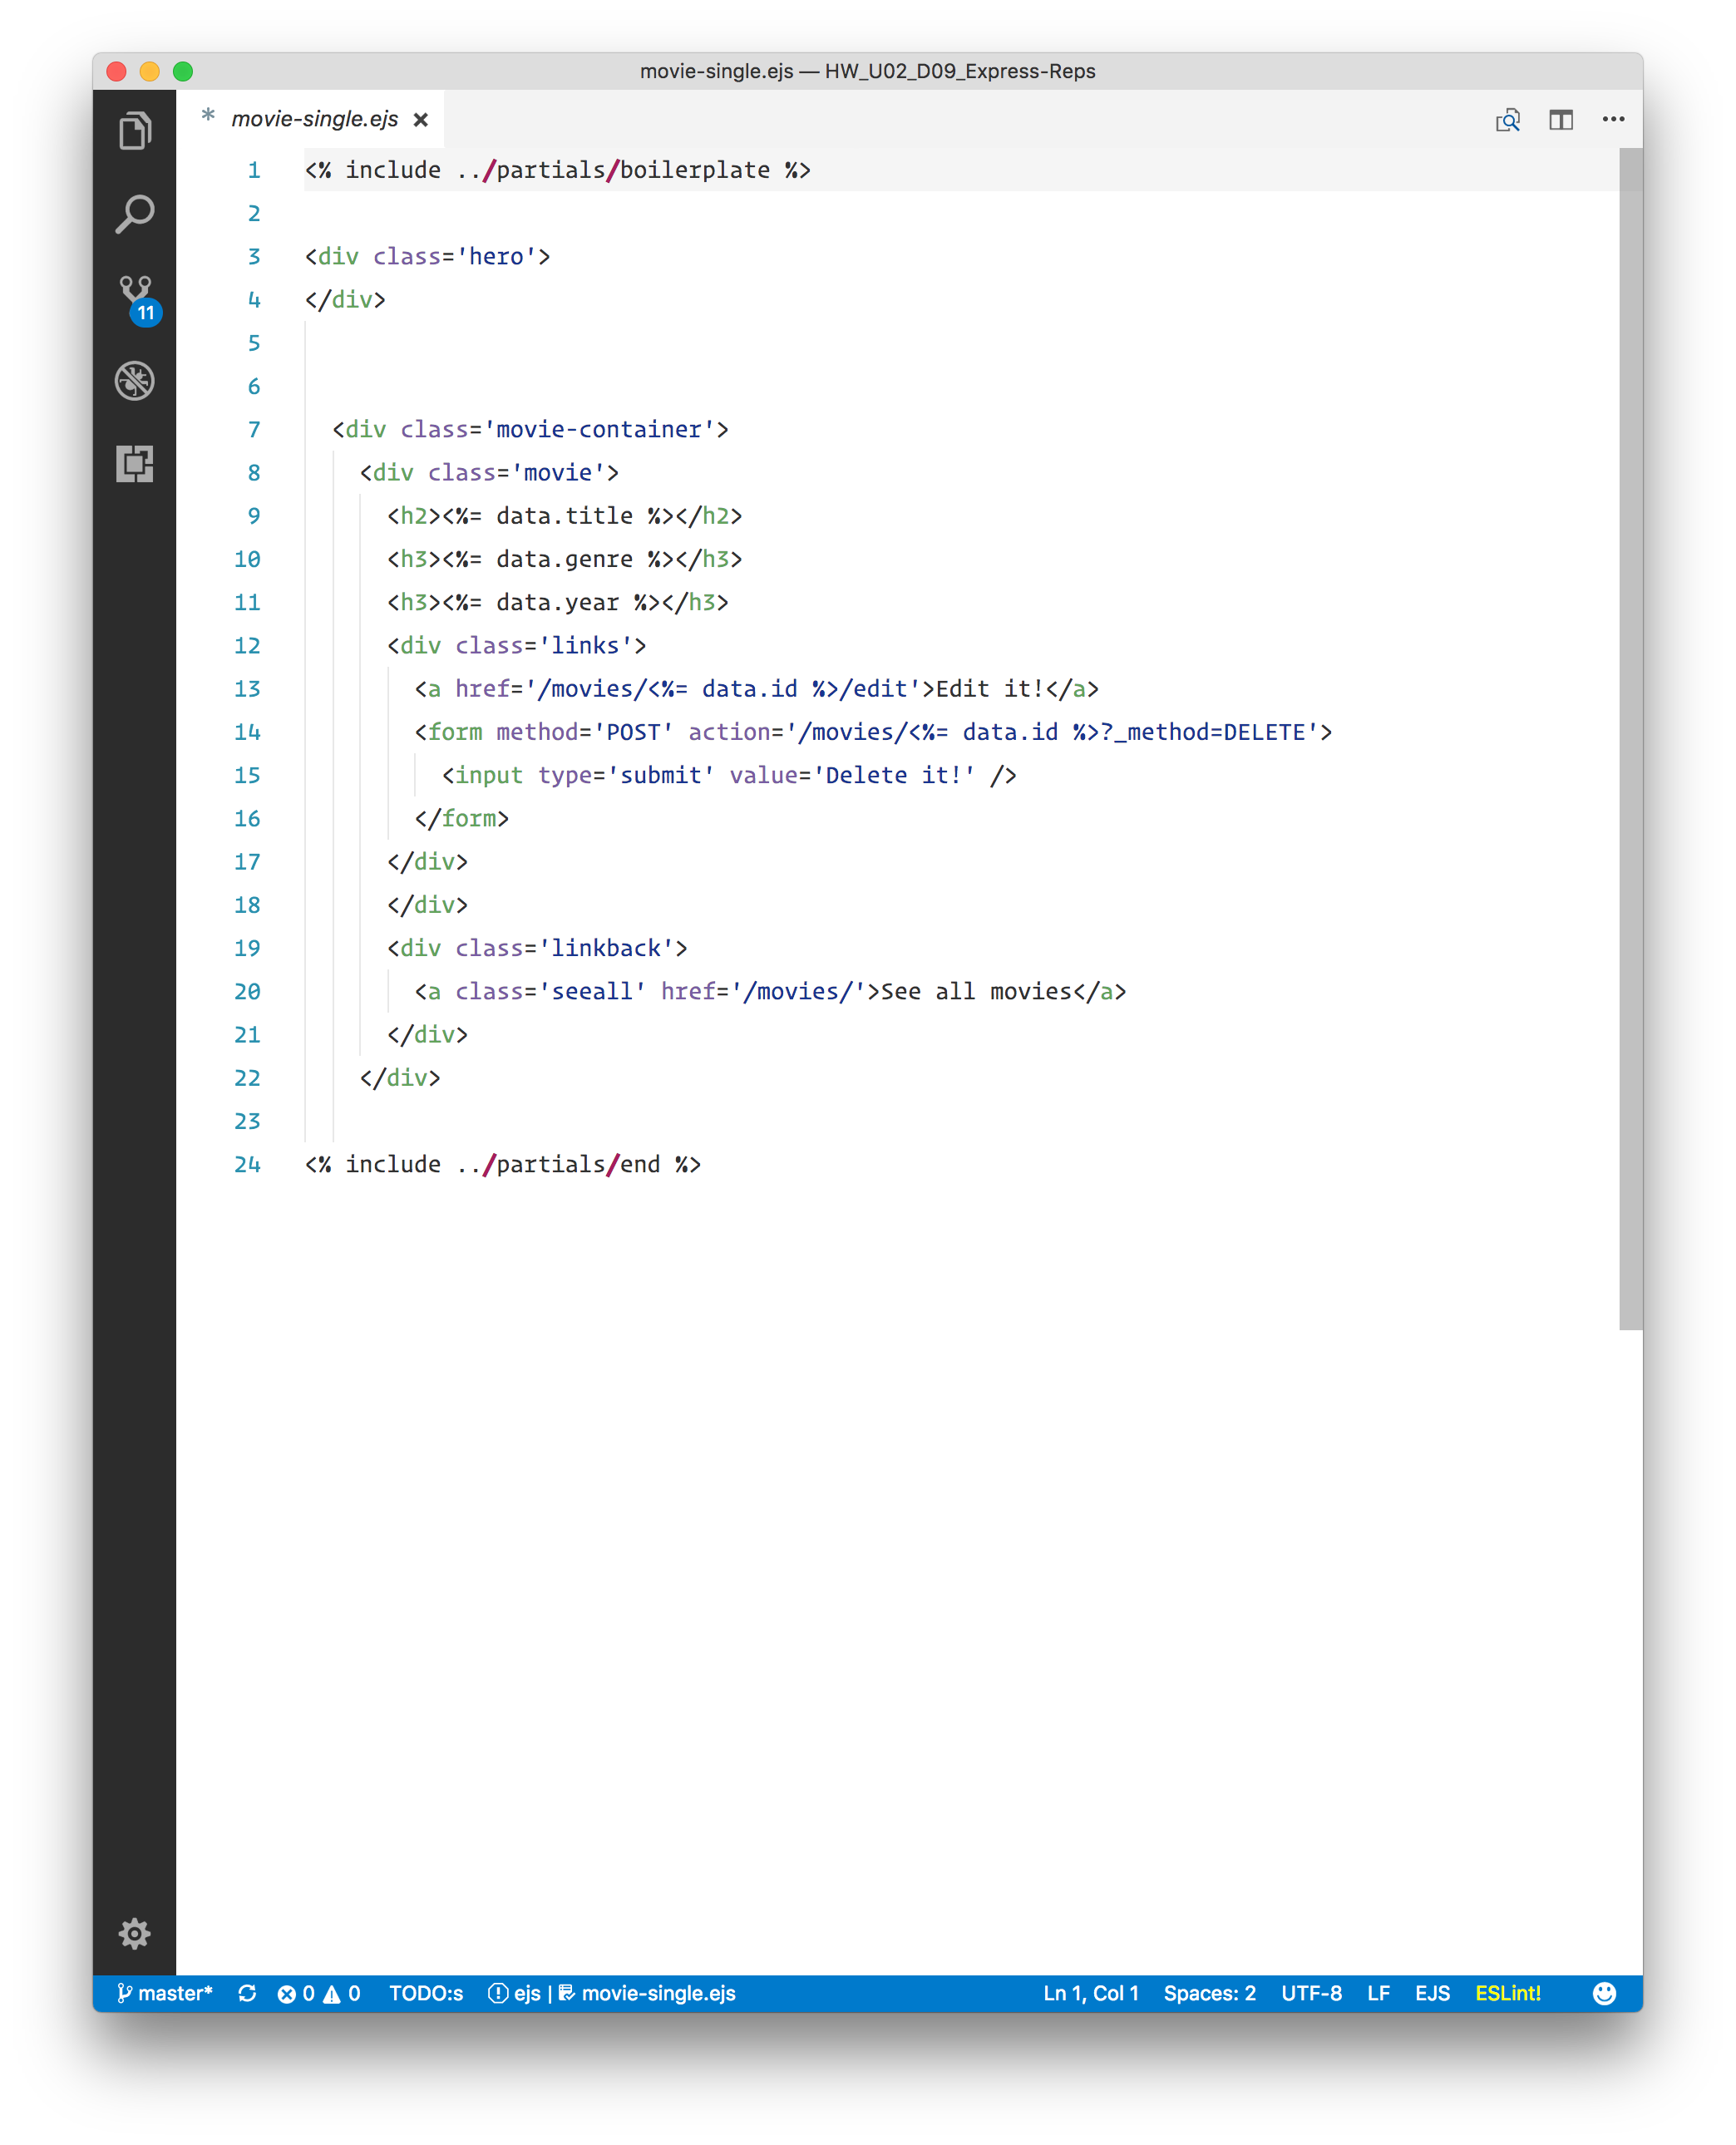 movie-single.ejs — HW_U02_D09_Express-Reps
* movie-single.ejs ×
11
1 <% include ../partials/boilerplate %>
2
3 <div class='hero'>
4 </div>
5
6
7   <div class='movie-container'>
8     <div class='movie'>
9       <h2><%= data.title %></h2>
10       <h3><%= data.genre %></h3>
11       <h3><%= data.year %></h3>
12       <div class='links'>
13         <a href='/movies/<%= data.id %>/edit'>Edit it!</a>
14         <form method='POST' action='/movies/<%= data.id %>?_method=DELETE'>
15           <input type='submit' value='Delete it!' />
16         </form>
17       </div>
18       </div>
19       <div class='linkback'>
20         <a class='seeall' href='/movies/'>See all movies</a>
21       </div>
22     </div>
23
24 <% include ../partials/end %>
master* 0 0 TODO:s ejs | movie-single.ejs Ln 1, Col 1 Spaces: 2 UTF-8 LF EJS ESLint!